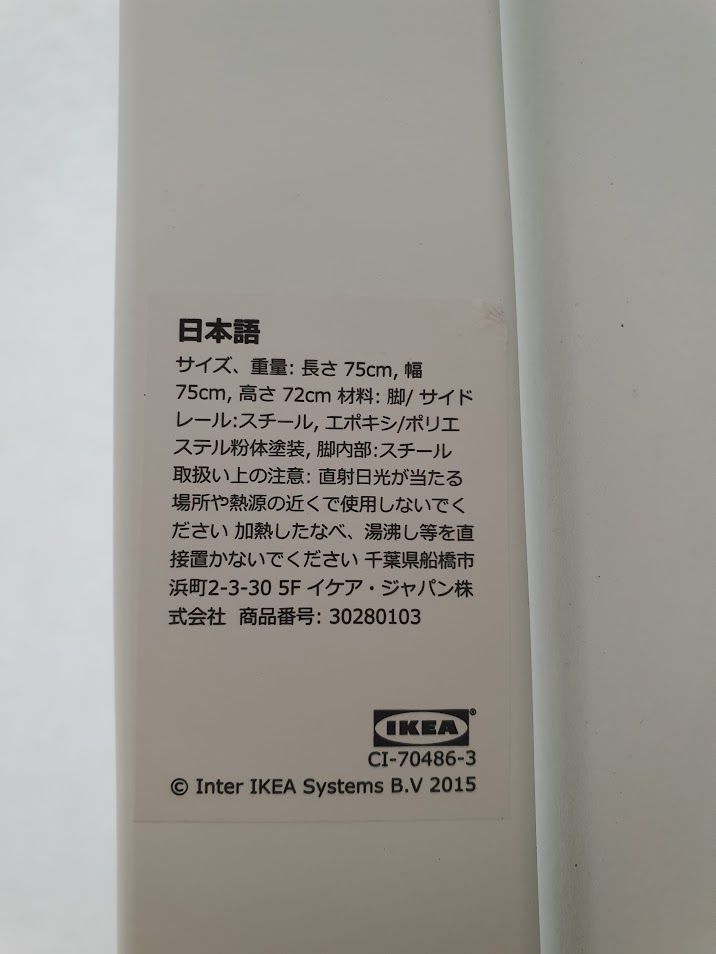 日本語
サイズ、重量: 長さ 75cm, 幅
75cm, 高さ 72cm 材料: 脚/ サイド
レール:スチール, エポキシ/ポリエ
ステル粉体塗装, 脚内部:スチール
取扱い上の注意: 直射日光が当たる
場所や熱源の近くで使用しないでく
ださい 加熱したなべ、湯沸し等を直
接置かないでください 千葉県船橋市
浜町2-3-30 5F イケア・ジャパン株
式会社 商品番号: 30280103
IKEA®
CI-70486-3
© Inter IKEA Systems B.V 2015